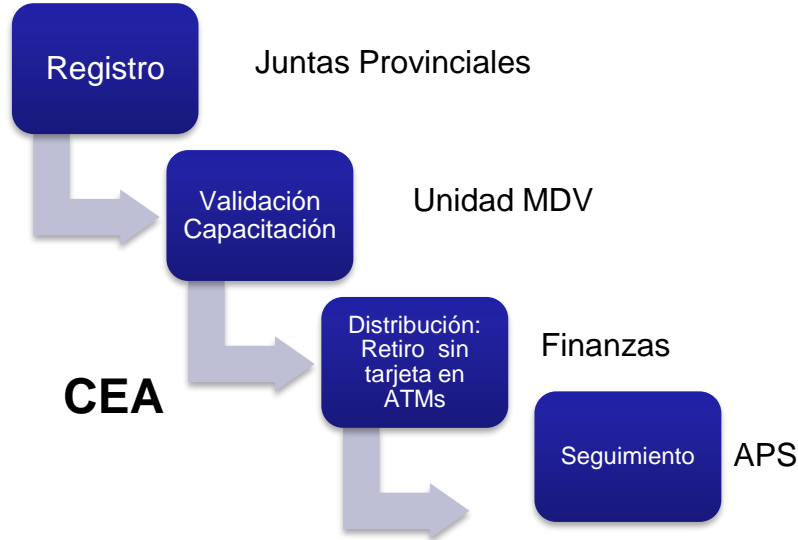 Registro
Juntas Provinciales
Validación
Capacitación
Unidad MDV
Distribución:
Retiro sin
tarjeta en
ATMs
Finanzas
CEA
Seguimiento
APS